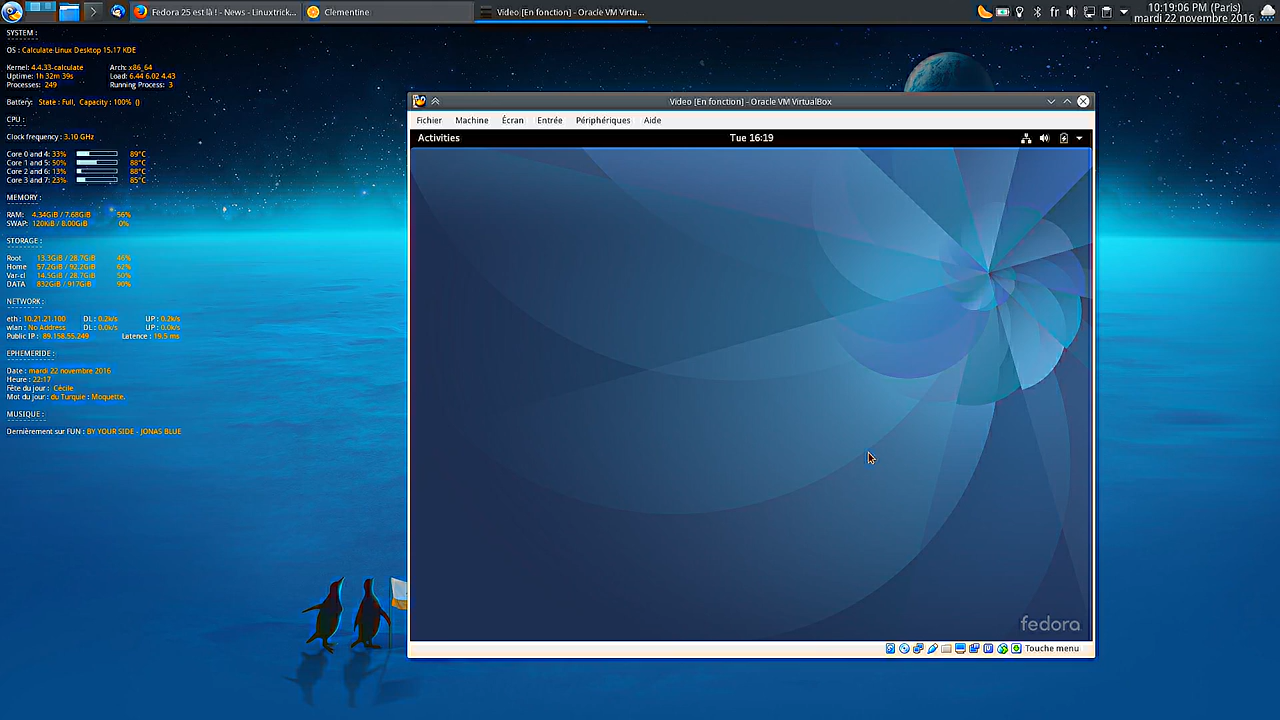 Fedora 25 est là ! - News - Linuxtrick...
Clementine
Video [En fonction] - Oracle VM Virtu...
fr
10:19:06 PM (Paris)
mardi 22 novembre 2016
SYSTEM :
OS : Calculate Linux Desktop 15.17 KDE
Kernel: 4.4.33-calculate Arch: x86_64
Uptime: 1h 32m 39s Load: 6.44 6.02 4.43
Processes: 249 Running Process: 3
Battery: State : Full, Capacity : 100% ()
CPU :
Clock frequency : 3.10 GHz
Core 0 and 4: 33% 89°C
Core 1 and 5: 50% 88°C
Core 2 and 6: 13% 88°C
Core 3 and 7: 23% 85°C
MEMORY :
RAM: 4.34GiB / 7.68GiB 56%
SWAP: 120KiB / 8.00GiB 0%
STORAGE :
Root 13.3GiB / 28.7GiB 46%
Home 57.2GiB / 92.2GiB 62%
Var-cl 14.5GiB / 28.7GiB 50%
DATA 832GiB / 917GiB 90%
NETWORK :
eth : 10.21.21.100 DL : 0.2k/s UP : 0.2k/s
wlan : No Address DL : 0.0k/s UP : 0.0k/s
Public IP : 89.158.55.249 Latence : 19.5 ms
EPHEMERIDE :
Date : mardi 22 novembre 2016
Heure : 22:17
Fête du jour : Cécile
Mot du jour : du Turquie : Moquette.
MUSIQUE :
Dernièrement sur FUN : BY YOUR SIDE - JONAS BLUE
Video [En fonction] - Oracle VM VirtualBox
Fichier Machine Écran Entrée Périphériques Aide
Activities Tue 16:19
fedora
Touche menu